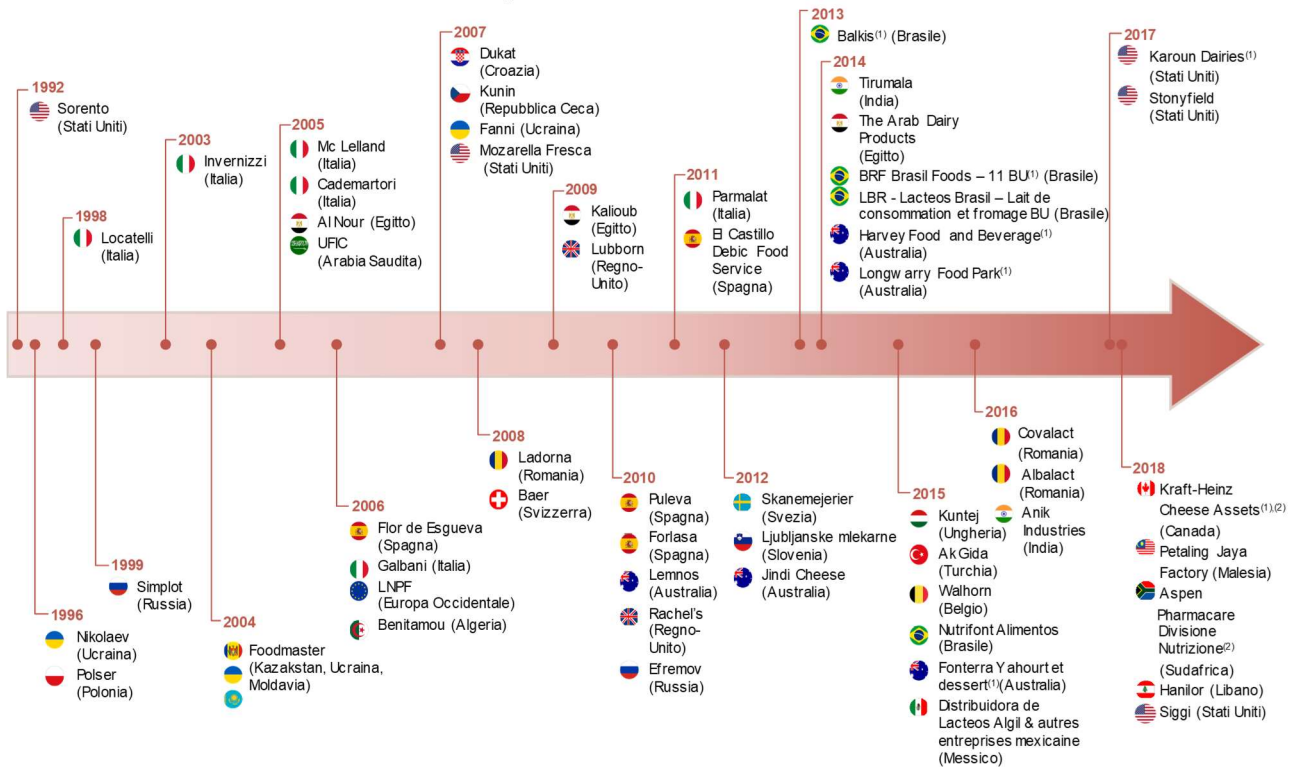 1992
Sorento
(Stati Uniti)
1996
Nikolaev
(Ucraina)
Polser
(Polonia)
1998
Locatelli
(Italia)
1999
Simplot
(Russia)
2003
Invernizzi
(Italia)
2004
Foodmaster
(Kazakstan, Ucraina,
Moldavia)
2005
Mc Lelland
(Italia)
Cademartori
(Italia)
Al Nour (Egitto)
UFIC
(Arabia Saudita)
2006
Flor de Esgueva
(Spagna)
Galbani (Italia)
LNPF
(Europa Occidentale)
Benitamou (Algeria)
2007
Dukat
(Croazia)
Kunin
(Repubblica Ceca)
Fanni (Ucraina)
Mozarella Fresca
(Stati Uniti)
2008
Ladorna
(Romania)
Baer
(Svizzerra)
2009
Kalioub
(Egitto)
Lubborn
(Regno-
Unito)
2010
Puleva
(Spagna)
Forlasa
(Spagna)
Lemnos
(Australia)
Rachel's
(Regno-
Unito)
Efremov
(Russia)
2011
Parmalat
(Italia)
El Castillo
Debic Food
Service
(Spagna)
2012
Skanemejerier
(Svezia)
Ljubljanske mlekarne
(Slovenia)
Jindi Cheese
(Australia)
2013
Balkis(1) (Brasile)
2014
Tirumala
(India)
The Arab Dairy
Products
(Egitto)
BRF Brasil Foods – 11 BU(1) (Brasile)
LBR - Lacteos Brasil – Lait de
consommation et fromage BU (Brasile)
Harvey Food and Beverage(1)
(Australia)
Longwarry Food Park(1)
(Australia)
2015
Kuntej
(Ungheria)
Ak Gida
(Turchia)
Walhorn
(Belgio)
Nutrifont Alimentos
(Brasile)
Fonterra Yahourt et
dessert(1) (Australia)
Distribuidora de
Lacteos Algil & autres
entreprises mexicaine
(Messico)
2016
Covalact
(Romania)
Albalact
(Romania)
Anik
Industries
(India)
2017
Karoun Dairies(1)
(Stati Uniti)
Stonyfield
(Stati Uniti)
2018
Kraft-Heinz
Cheese Assets(1),(2)
(Canada)
Petaling Jaya
Factory (Malesia)
Aspen
Pharmacare
Divisione
Nutrizione(2)
(Sudafrica)
Hanilor (Libano)
Siggi (Stati Uniti)